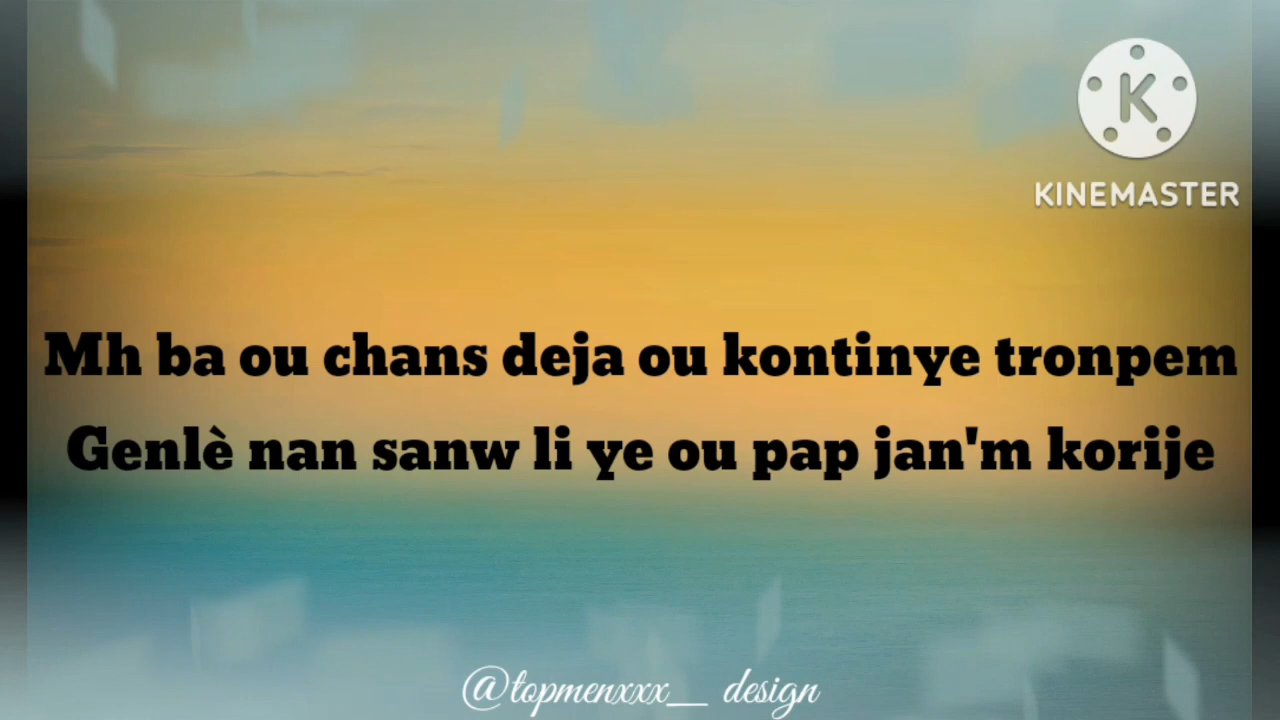 K
KINEMASTER
Mh ba ou chans deja ou kontinye tronpem
Genlè nan sanw li ye ou pap jan'm korije
@topmenxxx__ design